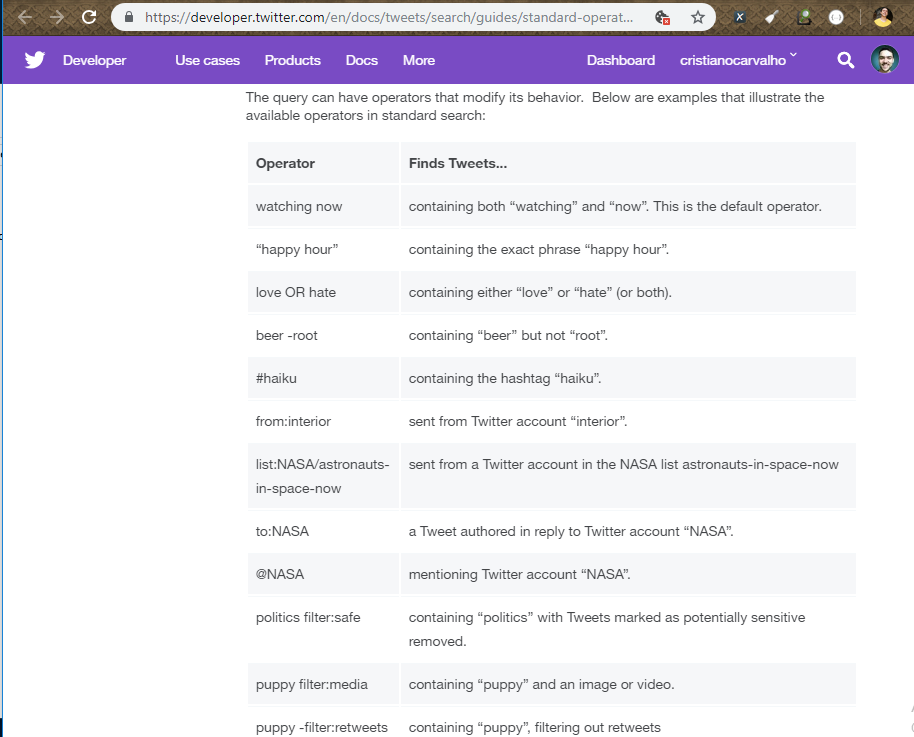 https://developer.twitter.com/en/docs/tweets/search/guides/standard-operat...
Developer Use cases Products Docs More Dashboard cristianocarvalho
The query can have operators that modify its behavior.  Below are examples that illustrate the
available operators in standard search:
Operator Finds Tweets...
watching now containing both “watching” and “now”. This is the default operator.
“happy hour” containing the exact phrase “happy hour”.
love OR hate containing either “love” or “hate” (or both).
beer -root containing “beer” but not “root”.
#haiku containing the hashtag “haiku”.
from:interior sent from Twitter account “interior”.
list:NASA/astronauts- sent from a Twitter account in the NASA list astronauts-in-space-now
in-space-now
to:NASA a Tweet authored in reply to Twitter account “NASA”.
@NASA mentioning Twitter account “NASA”.
politics filter:safe containing “politics” with Tweets marked as potentially sensitive
removed.
puppy filter:media containing “puppy” and an image or video.
puppy -filter:retweets containing “puppy”, filtering out retweets